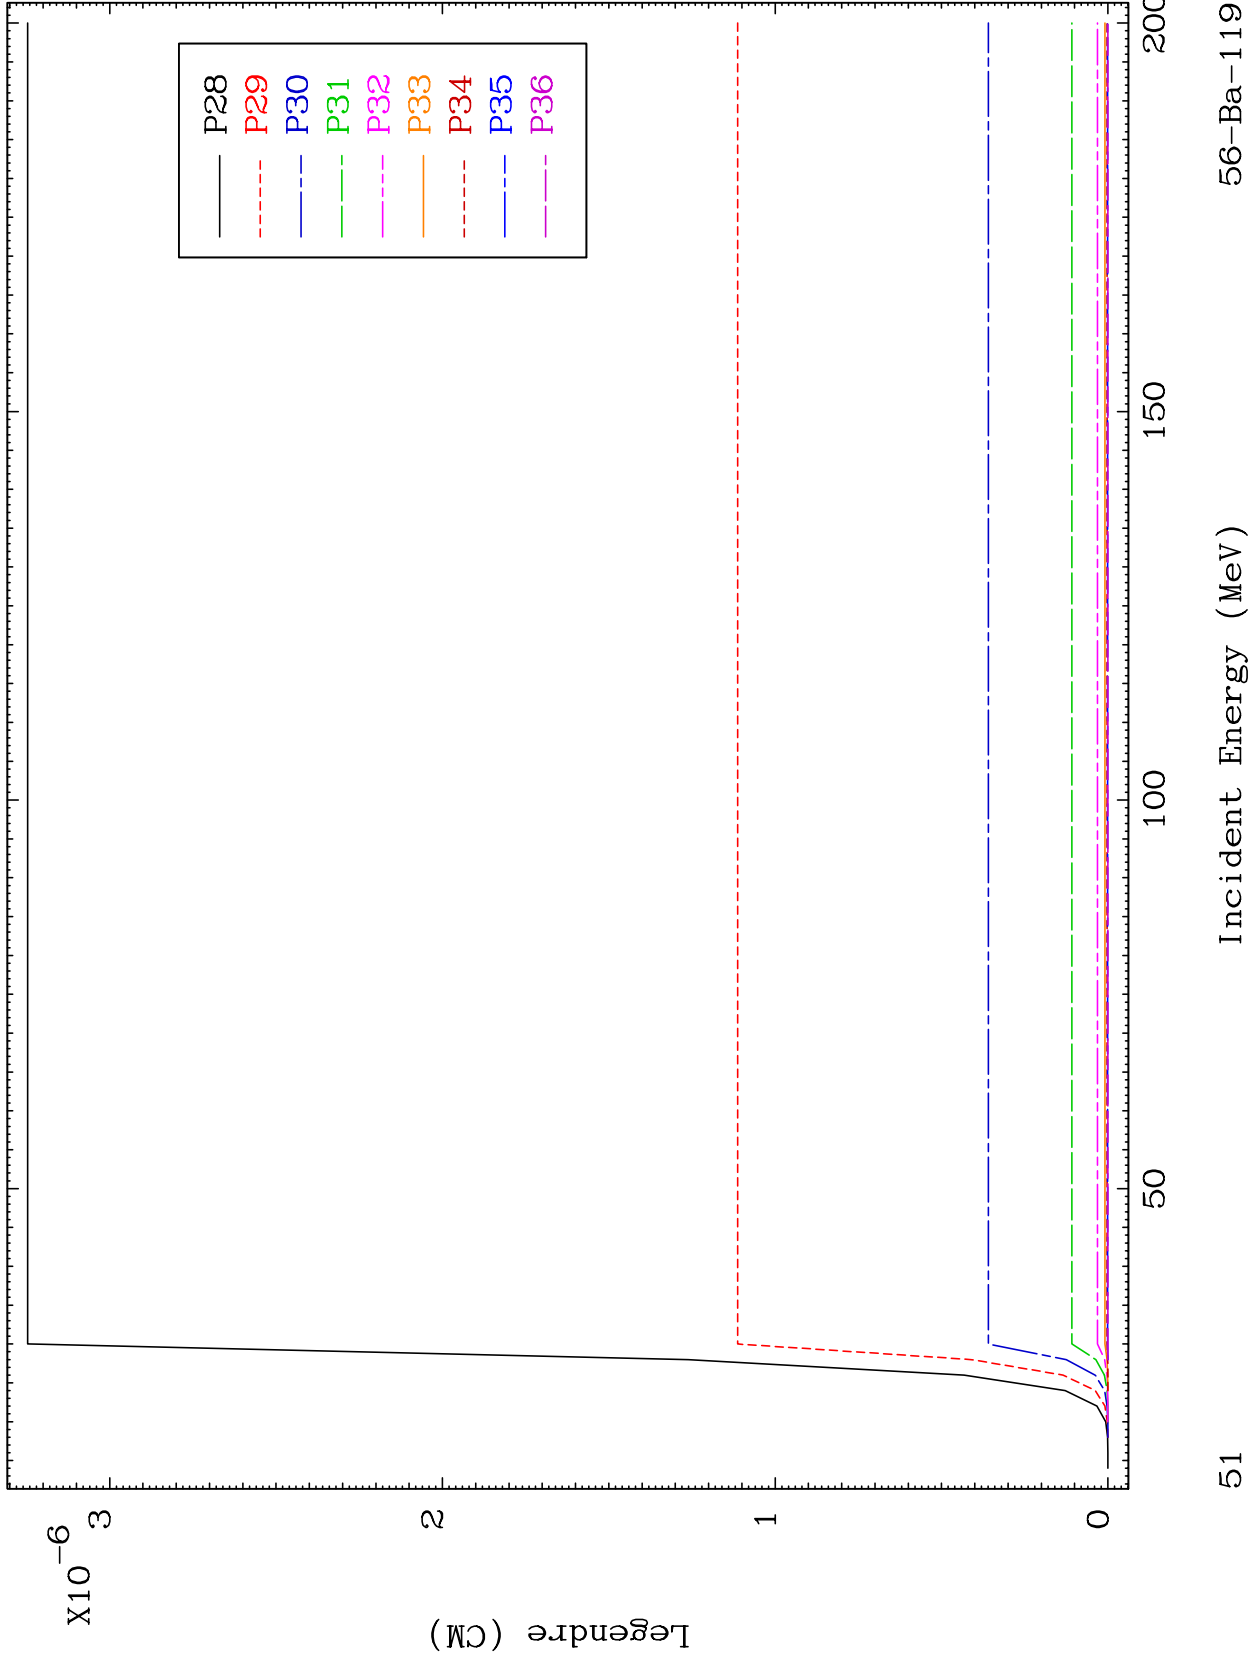 X10-6
3
2
1
0
Legendre (CM)
P28
P29
P30
P31
P32
P33
P34
P35
P36
50
100
150
200
Incident Energy (MeV)
51
56-Ba-119